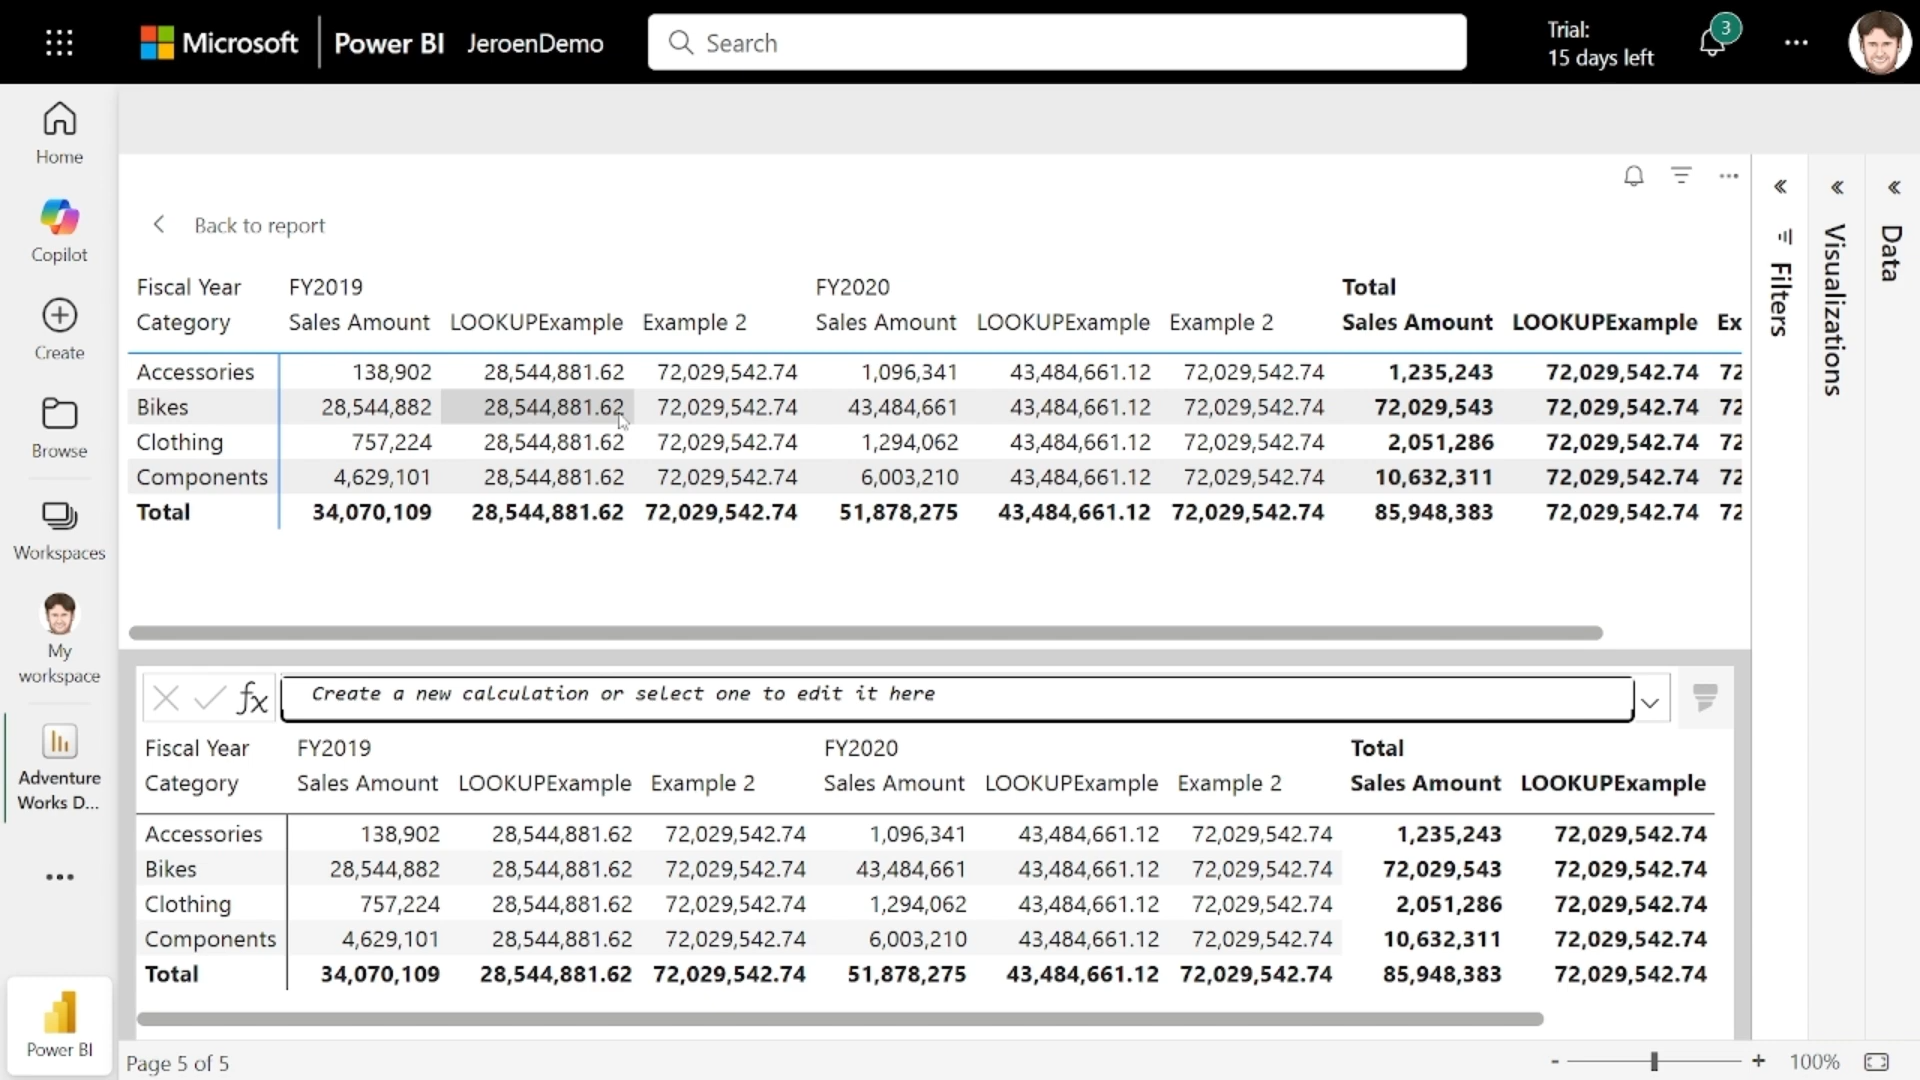 Microsoft Power BI JeroenDemo
Search
Trial:
15 days left
3
Home
Copilot
Create
Browse
Workspaces
My
workspace
Adventure
Works D...
Power BI
Back to report
Fiscal Year FY2019 FY2020 Total
Category Sales Amount LOOKUPExample Example 2 Sales Amount LOOKUPExample Example 2 Sales Amount LOOKUPExample Ex
Accessories 138,902 28,544,881.62 72,029,542.74 1,096,341 43,484,661.12 72,029,542.74 1,235,243 72,029,542.74 72
Bikes 28,544,882 28,544,881.62 72,029,542.74 43,484,661 43,484,661.12 72,029,542.74 72,029,543 72,029,542.74 72
Clothing 757,224 28,544,881.62 72,029,542.74 1,294,062 43,484,661.12 72,029,542.74 2,051,286 72,029,542.74 72
Components 4,629,101 28,544,881.62 72,029,542.74 6,003,210 43,484,661.12 72,029,542.74 10,632,311 72,029,542.74 72
Total 34,070,109 28,544,881.62 72,029,542.74 51,878,275 43,484,661.12 72,029,542.74 85,948,383 72,029,542.74 72
fx Create a new calculation or select one to edit it here
Fiscal Year FY2019 FY2020 Total
Category Sales Amount LOOKUPExample Example 2 Sales Amount LOOKUPExample Example 2 Sales Amount LOOKUPExample
Accessories 138,902 28,544,881.62 72,029,542.74 1,096,341 43,484,661.12 72,029,542.74 1,235,243 72,029,542.74
Bikes 28,544,882 28,544,881.62 72,029,542.74 43,484,661 43,484,661.12 72,029,542.74 72,029,543 72,029,542.74
Clothing 757,224 28,544,881.62 72,029,542.74 1,294,062 43,484,661.12 72,029,542.74 2,051,286 72,029,542.74
Components 4,629,101 28,544,881.62 72,029,542.74 6,003,210 43,484,661.12 72,029,542.74 10,632,311 72,029,542.74
Total 34,070,109 28,544,881.62 72,029,542.74 51,878,275 43,484,661.12 72,029,542.74 85,948,383 72,029,542.74
Filters
Visualizations
Data
Page 5 of 5
- + 100%